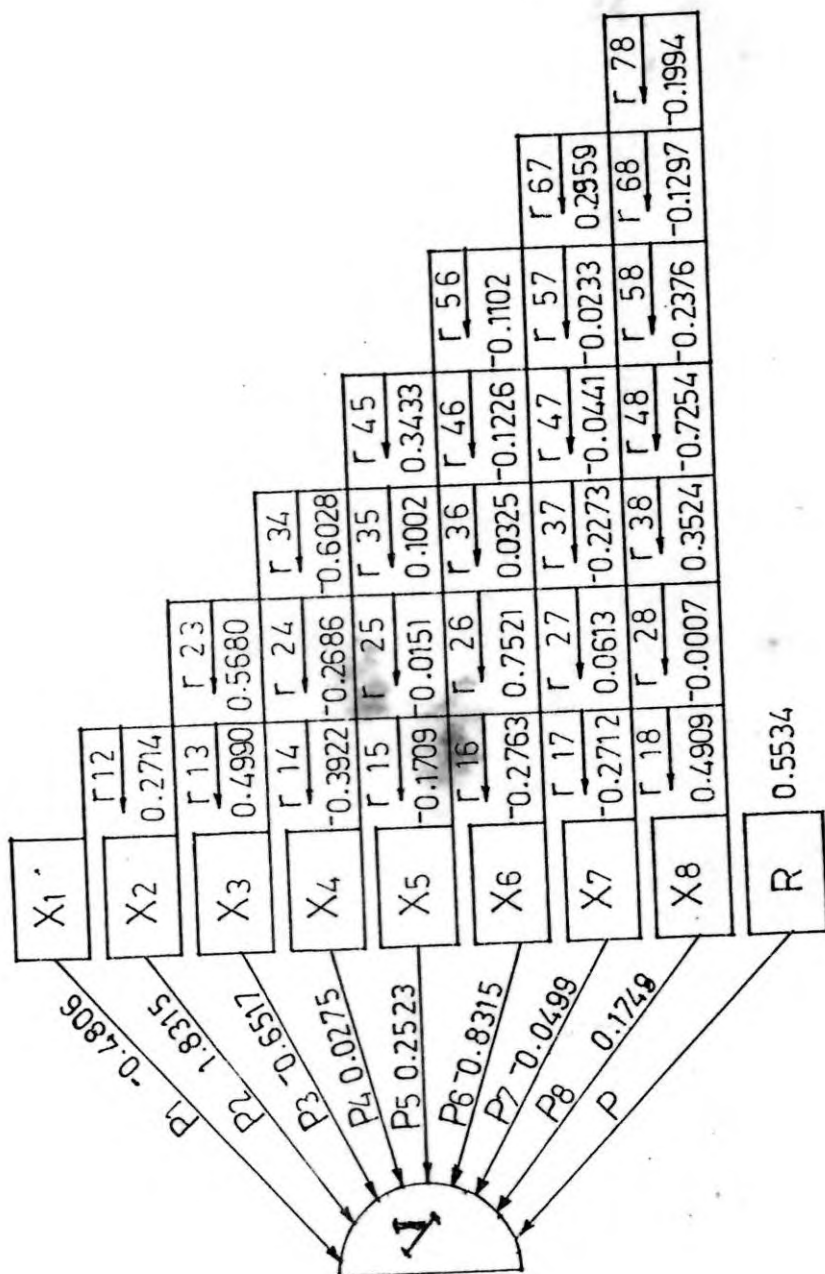 X1
r12
0.2714
X2
r 13
r 23
0.4990
0.5680
X3
r 14
r 24
r 34
-0.3922
-0.2686
-0.6028
X4
r 15
r 25
r 35
r 45
-0.1709
-0.0151
0.1002
0.3433
X5
r 16
r 26
r 36
r 46
r 56
-0.2763
0.7521
0.0325
-0.1226
-0.1102
X6
r 17
r 27
r 37
r 47
r 57
r 67
-0.2712
0.0613
-0.2273
-0.0441
-0.0233
0.2959
X7
r 18
r 28
r 38
r 48
r 58
r 68
r 78
0.4909
-0.0007
0.3524
-0.7254
-0.2376
-0.1297
-0.1994
X8
R
0.5534
P1 -0.4806
P2 1.8315
P3 -0.6517
P4 0.0275
P5 0.2523
P6 -0.8315
P7 -0.0499
P8 0.1749
P
Y